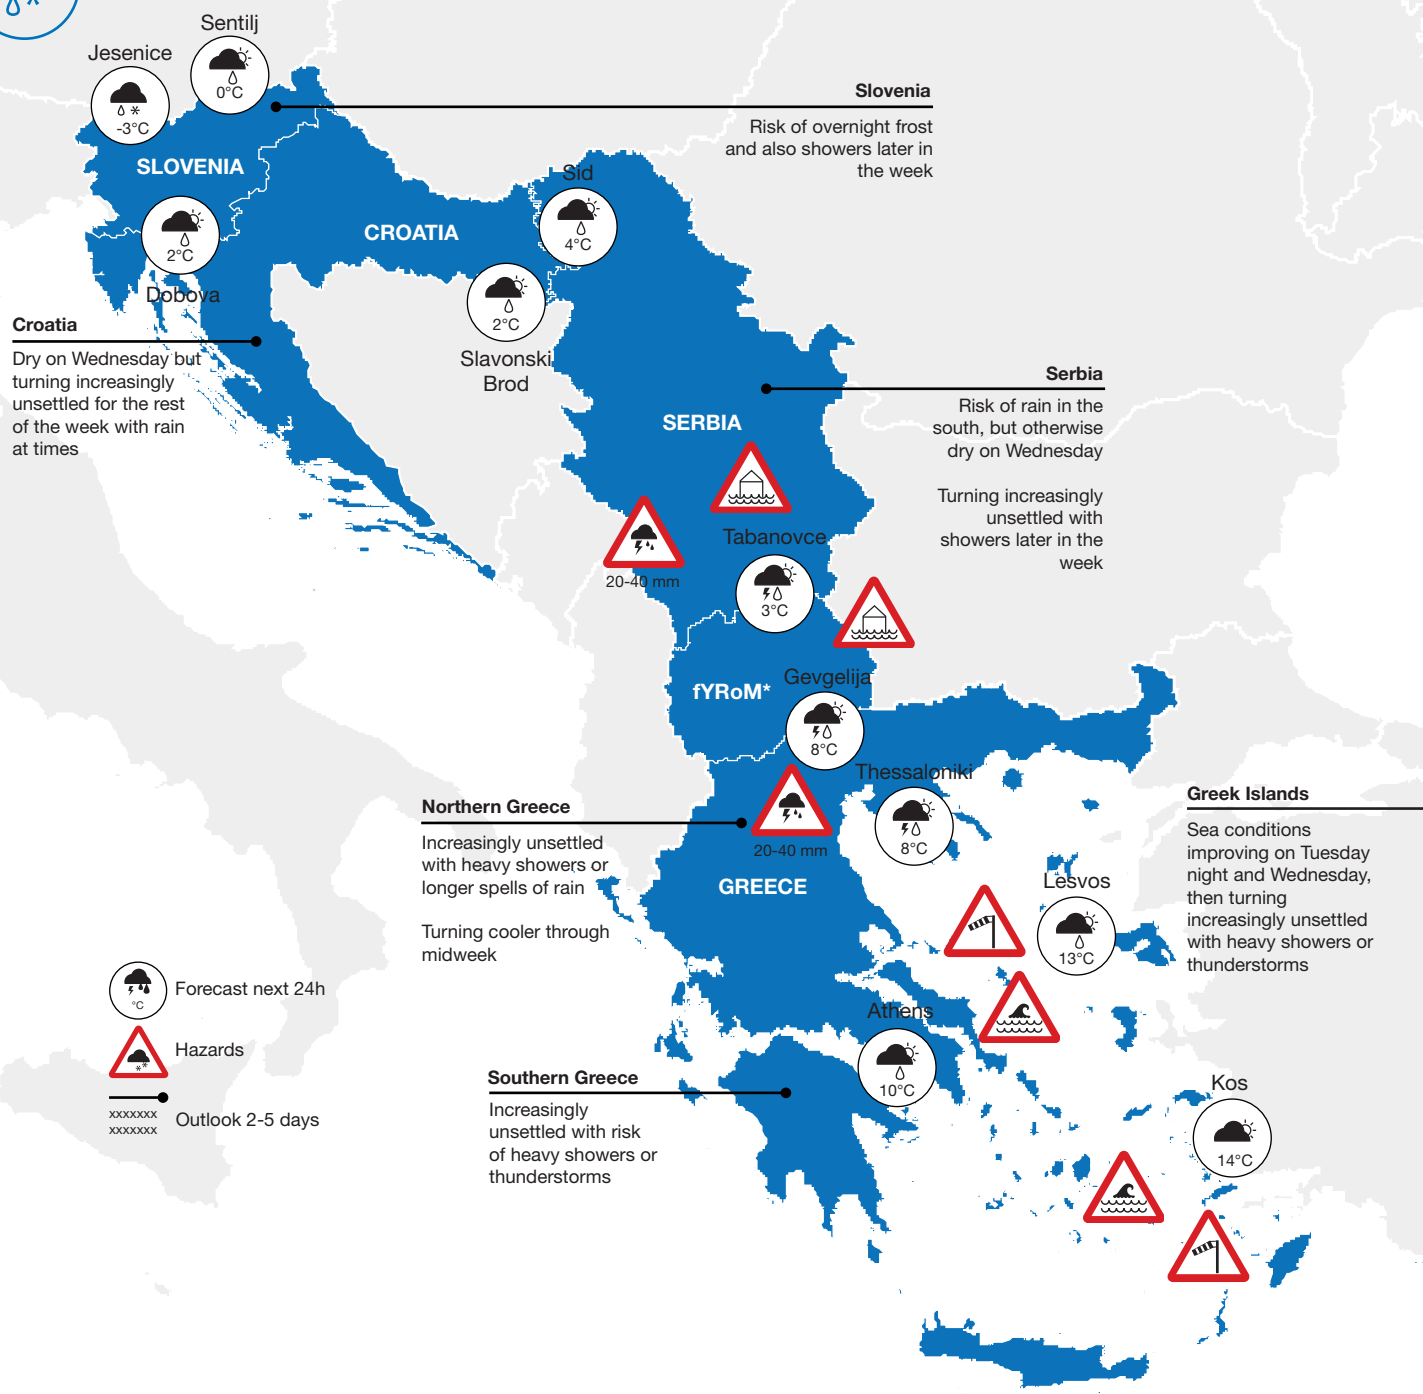 Sentilj
0°C
Jesenice
-3°C
Slovenia
Risk of overnight frost
and also showers later in
the week
SLOVENIA
Sid
4°C
CROATIA
2°C
Dobova
2°C
Slavonski
Brod
Croatia
Dry on Wednesday but
turning increasingly
unsettled for the rest
of the week with rain
at times
Serbia
Risk of rain in the
south, but otherwise
dry on Wednesday
Turning increasingly
unsettled with
showers later in the
week
SERBIA
20-40 mm
Tabanovce
3°C
fYRoM*
Gevgelija
8°C
Thessaloniki
8°C
20-40 mm
Northern Greece
Increasingly unsettled
with heavy showers or
longer spells of rain
Turning cooler through
midweek
GREECE
Greek Islands
Sea conditions
improving on Tuesday
night and Wednesday,
then turning
increasingly unsettled
with heavy showers or
thunderstorms
Lesvos
13°C
Athens
10°C
Southern Greece
Increasingly
unsettled with risk
of heavy showers or
thunderstorms
Kos
14°C
°C
Forecast next 24h
Hazards
xxxxxxx
xxxxxxx
Outlook 2-5 days